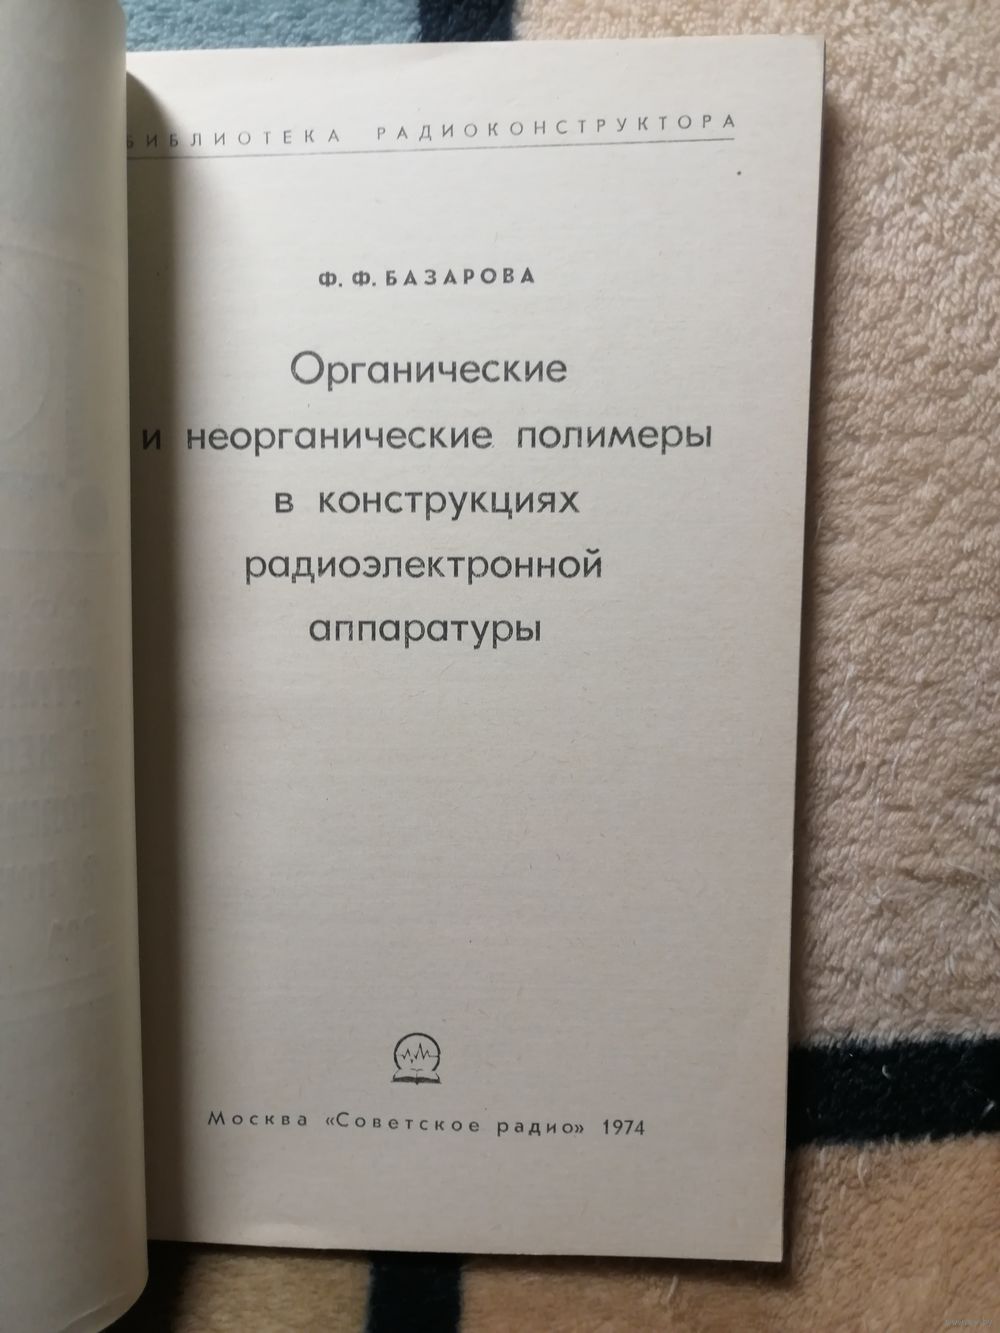 БИБЛИОТЕКА РАДИОКОНСТРУКТОРА
Ф. Ф. БАЗАРОВА
Органические
и неорганические полимеры
в конструкциях
радиоэлектронной
аппаратуры
Москва «Советское радио» 1974